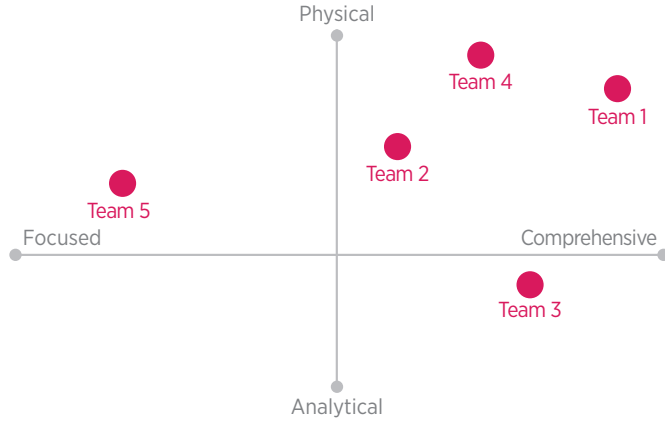 Physical
Team 4
Team 1
Team 2
Team 5
Focused
Comprehensive
Team 3
Analytical